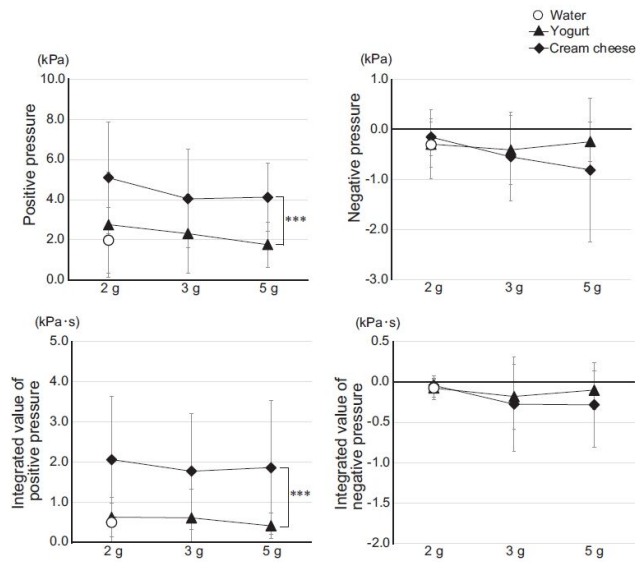 Water
Yogurt
Cream cheese
(kPa)
10.0
8.0
6.0
4.0
2.0
0.0
Positive pressure
***
2 g 3 g 5 g
(kPa)
1.0
0.0
-1.0
-2.0
-3.0
Negative pressure
2 g 3 g 5 g
(kPa·s)
5.0
4.0
3.0
2.0
1.0
0.0
Integrated value of
positive pressure
***
2 g 3 g 5 g
(kPa·s)
0.5
0.0
-0.5
-1.0
-1.5
-2.0
Integrated value of
negative pressure
2 g 3 g 5 g